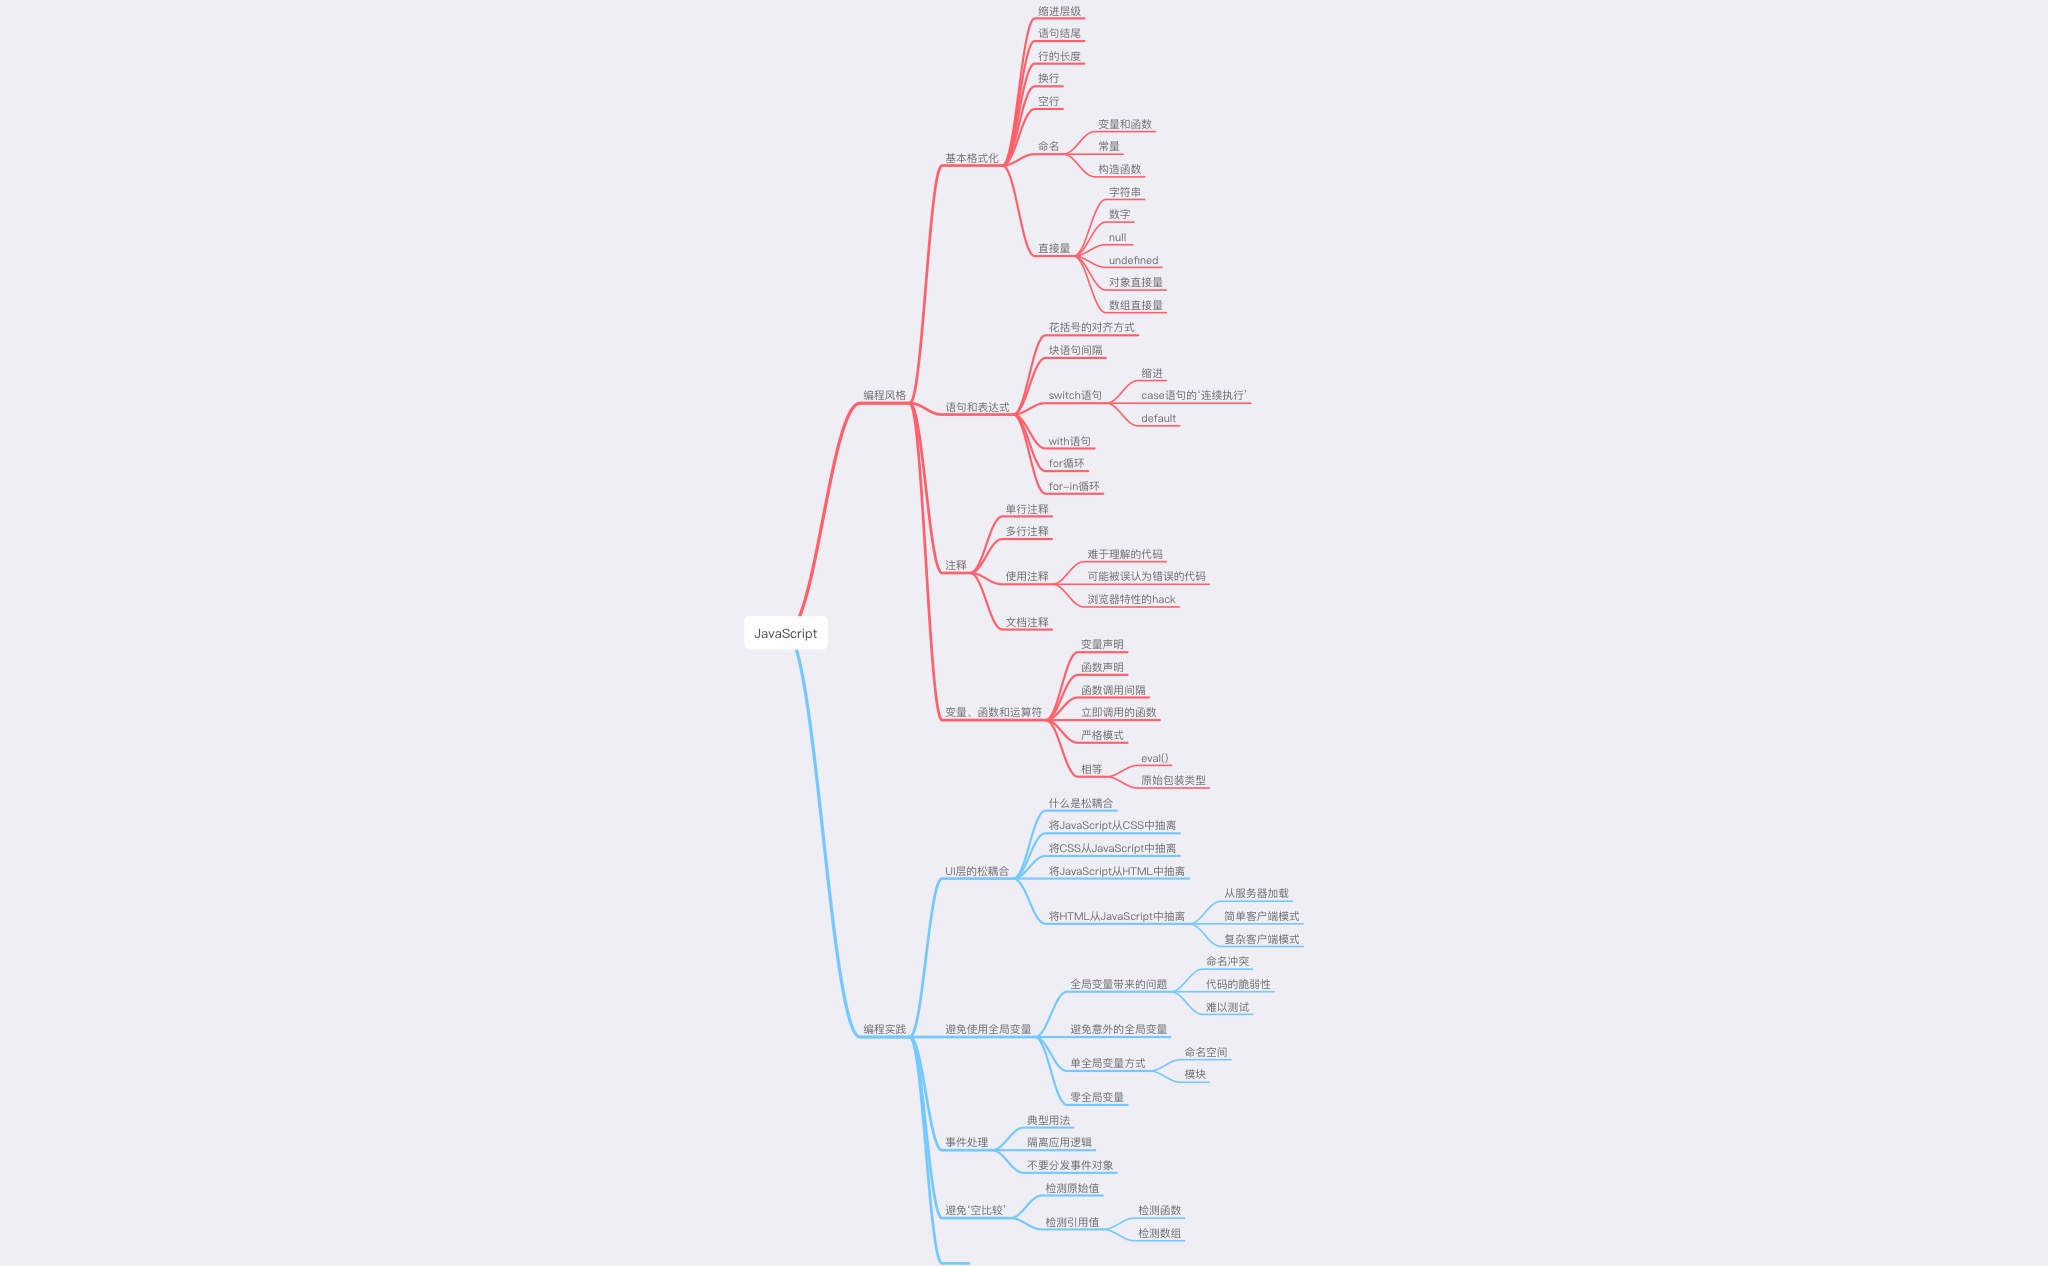 JavaScript
编程风格
基本格式化
缩进层级
语句结尾
行的长度
换行
空行
命名
变量和函数
常量
构造函数
直接量
字符串
数字
null
undefined
对象直接量
数组直接量
语句和表达式
花括号的对齐方式
块语句间隔
switch语句
缩进
case语句的‘连续执行’
default
with语句
for循环
for-in循环
注释
单行注释
多行注释
使用注释
难于理解的代码
可能被误认为错误的代码
浏览器特性的hack
文档注释
变量、函数和运算符
变量声明
函数声明
函数调用间隔
立即调用的函数
严格模式
相等
eval()
原始包装类型
编程实践
UI层的松耦合
什么是松耦合
将JavaScript从CSS中抽离
将CSS从JavaScript中抽离
将JavaScript从HTML中抽离
将HTML从JavaScript中抽离
从服务器加载
简单客户端模式
复杂客户端模式
避免使用全局变量
全局变量带来的问题
命名冲突
代码的脆弱性
难以测试
避免意外的全局变量
单全局变量方式
命名空间
模块
零全局变量
事件处理
典型用法
隔离应用逻辑
不要分发事件对象
避免‘空比较’
检测原始值
检测引用值
检测函数
检测数组